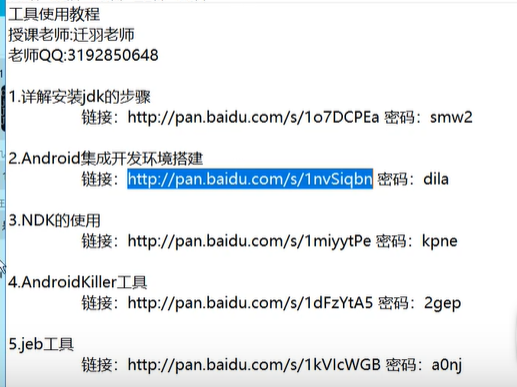 工具使用教程
授课老师:迁羽老师
老师QQ:3192850648
1.详解安装jdk的步骤
链接：http://pan.baidu.com/s/1o7DCPEa 密码：smw2
2.Android集成开发环境搭建
链接：http://pan.baidu.com/s/1nvSiqbn 密码：dila
3.NDK的使用
链接：http://pan.baidu.com/s/1miyytPe 密码：kpne
4.AndroidKiller工具
链接：http://pan.baidu.com/s/1dFzYtA5 密码：2gep
5.jeb工具
链接：http://pan.baidu.com/s/1kVIcWGB 密码：a0nj